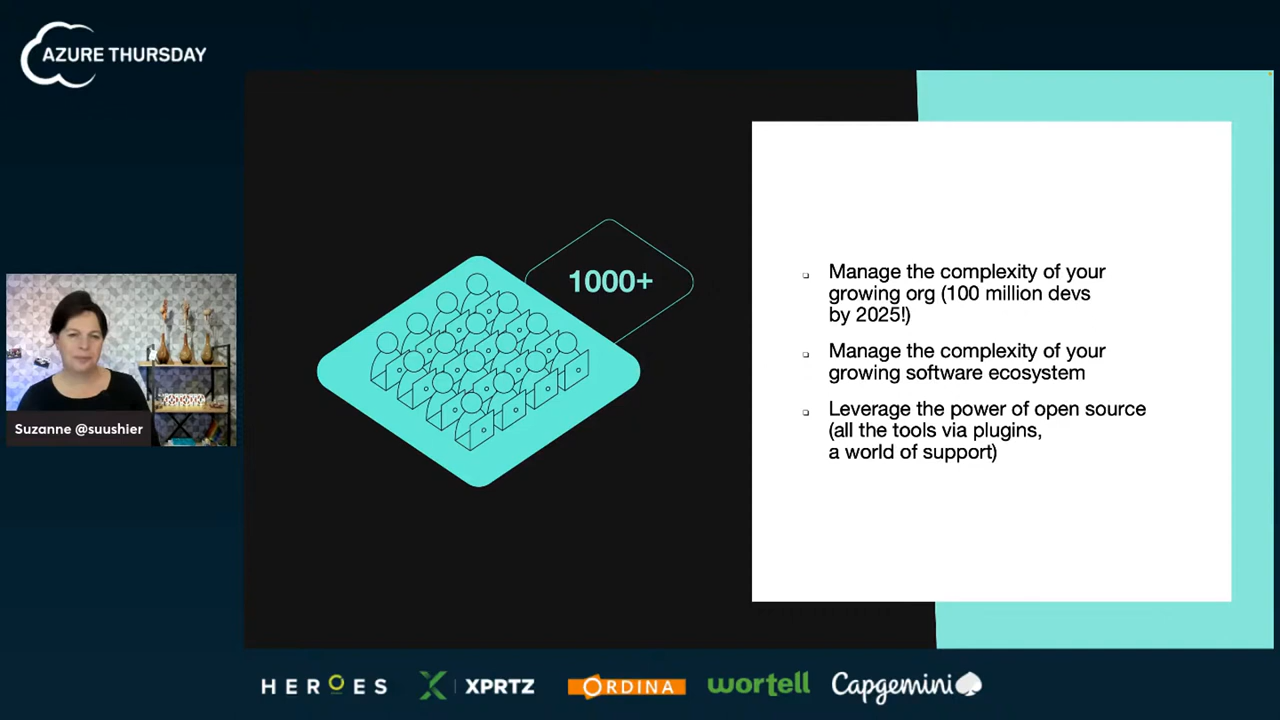 AZURE THURSDAY
1000+
Manage the complexity of your
growing org (100 million devs
by 2025!)
Manage the complexity of your
growing software ecosystem
Leverage the power of open source
(all the tools via plugins,
a world of support)
Suzanne @suushier
HEROES
XPRTZ
ORDINA
wortell
Capgemini